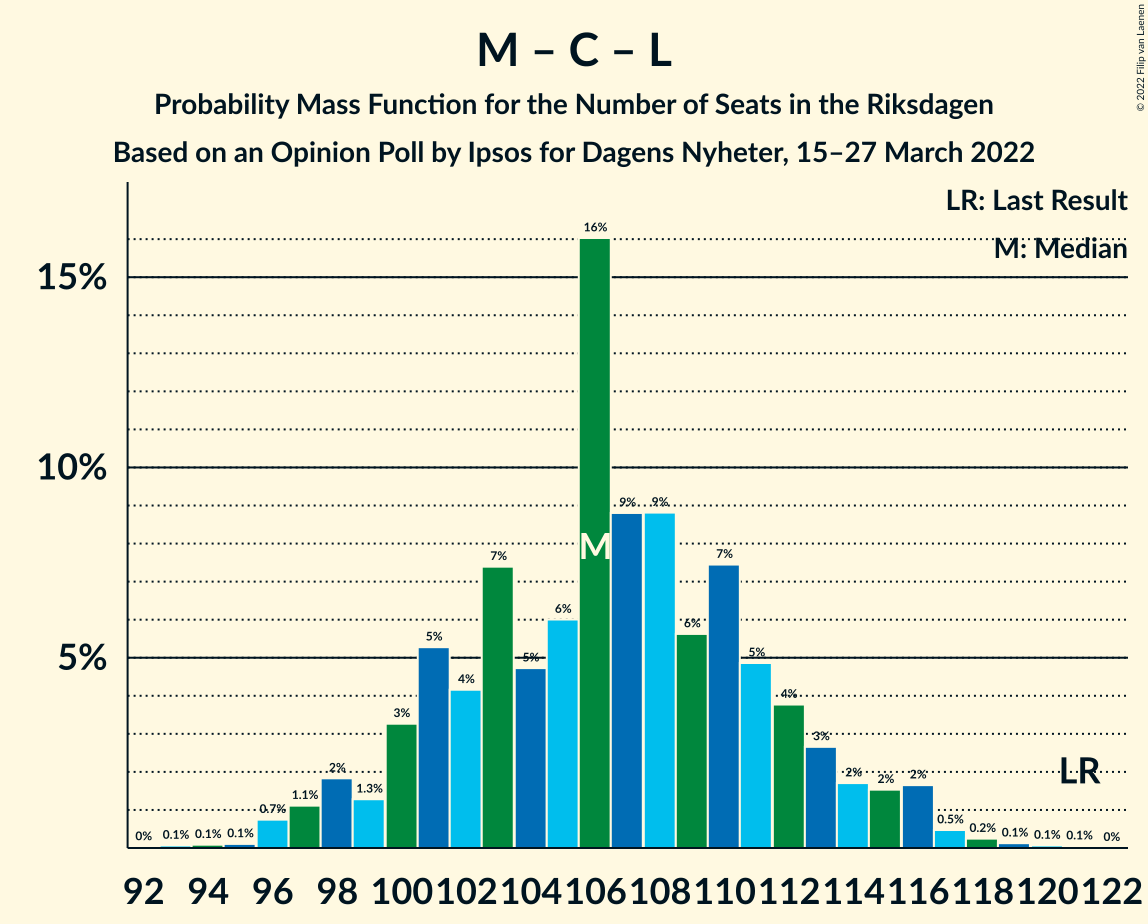 M – C – L
Probability Mass Function for the Number of Seats in the Riksdagen
Based on an Opinion Poll by Ipsos for Dagens Nyheter, 15–27 March 2022
© 2022 Filip van Laenen
LR: Last Result
M: Median
15%
10%
5%
0% 0.1% 0.1% 0.1% 0.7% 1.1% 2% 1.3% 3% 5% 4% 7% 5% 6% 16% 9% 9% 6% 7% 5% 4% 3% 2% 2% 2% 0.5% 0.2% 0.1% 0.1% 0.1% 0%
M
LR
92 94 96 98 100 102 104 106 108 110 112 114 116 118 120 122